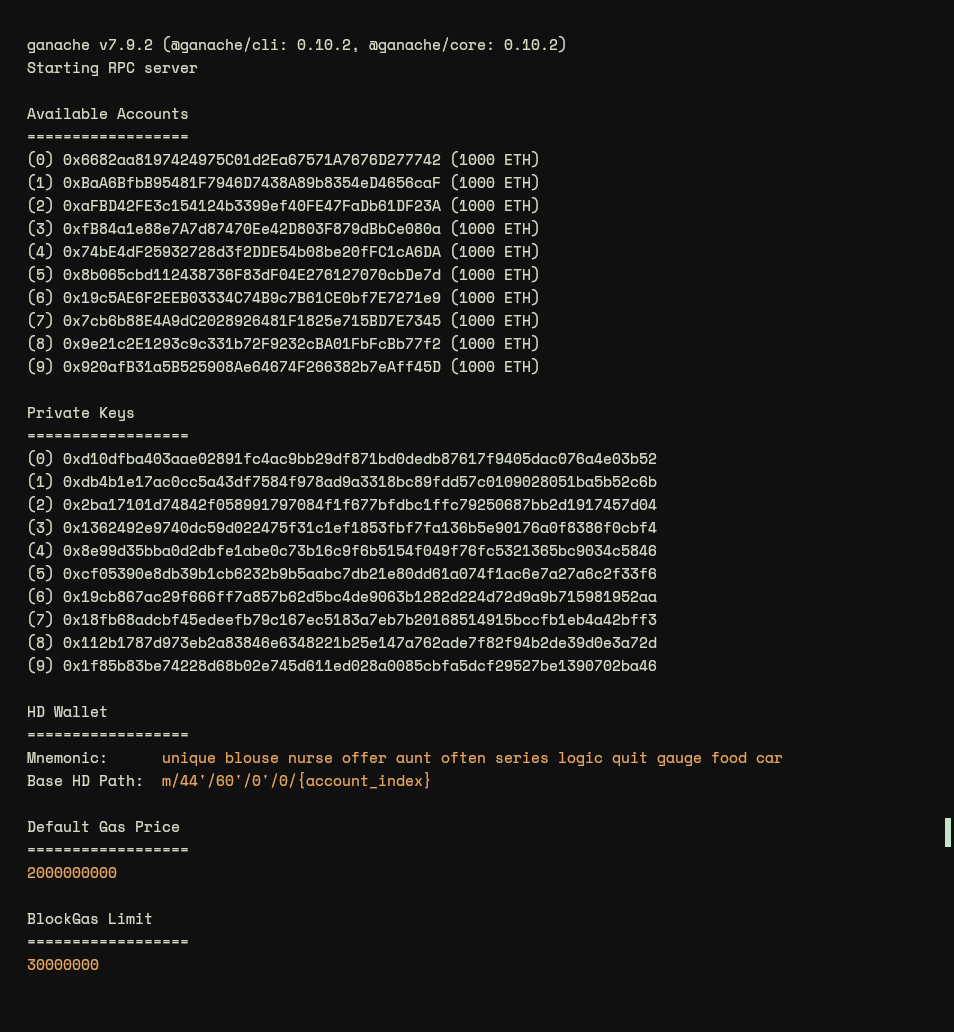 ganache v7.9.2 (@ganache/cli: 0.10.2, @ganache/core: 0.10.2)
Starting RPC server
Available Accounts
==================
(0) 0x6682aa8197424975C01d2Ea67571A7676D277742 (1000 ETH)
(1) 0xBaA6BfbB95481F7946D7438A89b8354eD4656caF (1000 ETH)
(2) 0xaFBD42FE3c154124b3399ef40FE47FaDb61DF23A (1000 ETH)
(3) 0xfB84a1e88e7A7d87470Ee42D803F879dBbCe080a (1000 ETH)
(4) 0x74bE4dF25932728d3f2DDE54b08be20fFC1cA6DA (1000 ETH)
(5) 0x8b065cbd112438736F83dF04E276127070cbDe7d (1000 ETH)
(6) 0x19c5AE6F2EEB03334C74B9c7B61CE0bf7E7271e9 (1000 ETH)
(7) 0x7cb6b88E4A9dC2028926481F1825e715BD7E7345 (1000 ETH)
(8) 0x9e21c2E1293c9c331b72F9232cBA01FbFcBb77f2 (1000 ETH)
(9) 0x920afB31a5B525908Ae64674F266382b7eAff45D (1000 ETH)
Private Keys
==================
(0) 0xd10dfba403aae02891fc4ac9bb29df871bd0dedb87617f9405dac076a4e03b52
(1) 0xdb4b1e17ac0cc5a43df7584f978ad9a3318bc89fdd57c0109028051ba5b52c6b
(2) 0x2ba17101d74842f058991797084f1f677bfdbc1ffc79250687bb2d1917457d04
(3) 0x1362492e9740dc59d022475f31c1ef1853fbf7fa136b5e90176a0f8386f0cbf4
(4) 0x8e99d35bba0d2dbfe1abe0c73b16c9f6b5154f049f76fc5321365bc9034c5846
(5) 0xcf05390e8db39b1cb6232b9b5aabc7db21e80dd61a074f1ac6e7a27a6c2f33f6
(6) 0x19cb867ac29f666ff7a857b62d5bc4de9063b1282d224d72d9a9b715981952aa
(7) 0x18fb68adcbf45edeefb79c167ec5183a7eb7b20168514915bccfb1eb4a42bff3
(8) 0x112b1787d973eb2a83846e6348221b25e147a762ade7f82f94b2de39d0e3a72d
(9) 0x1f85b83be74228d68b02e745d611ed028a0085cbfa5dcf29527be1390702ba46
HD Wallet
==================
Mnemonic:      unique blouse nurse offer aunt often series logic quit gauge food car
Base HD Path:  m/44'/60'/0'/0/{account_index}
Default Gas Price
==================
2000000000
BlockGas Limit
==================
30000000